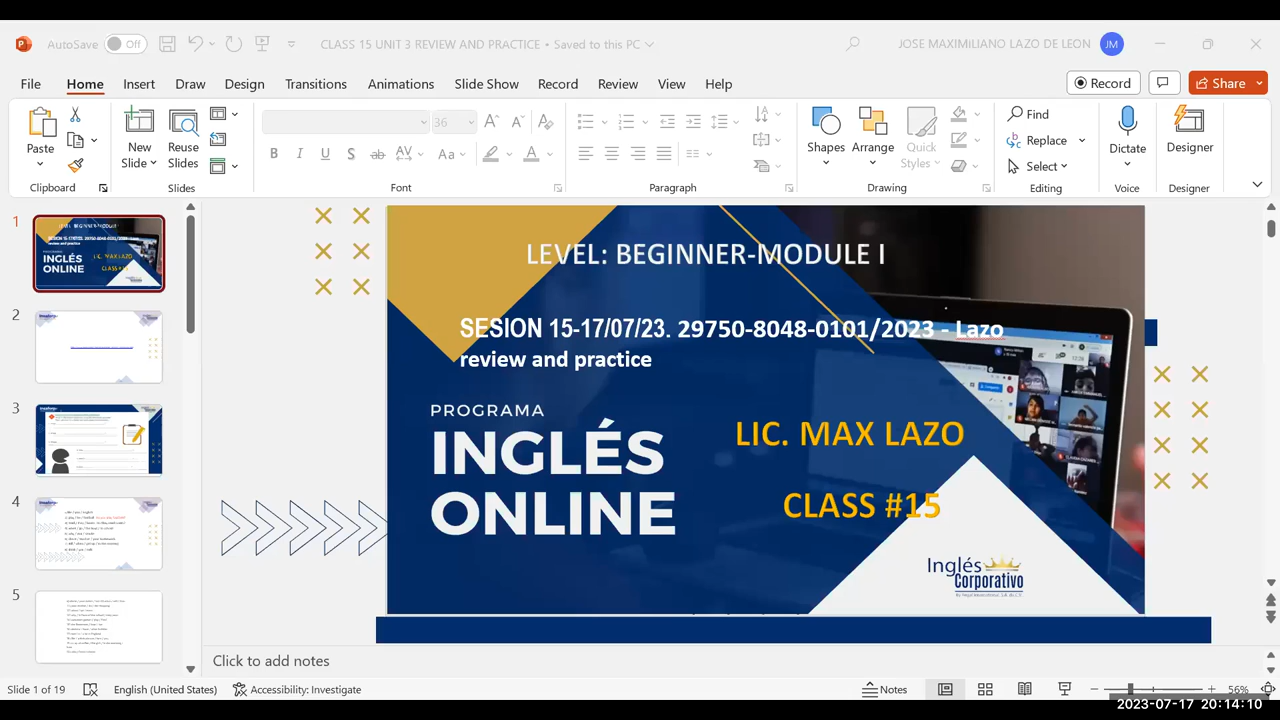 AutoSave Off
CLASS 15 UNIT 3 REVIEW AND PRACTICE • Saved to this PC
JOSE MAXIMILIANO LAZO DE LEON JM
File Home Insert Draw Design Transitions Animations Slide Show Record Review View Help
Record Share
Paste
New Slide
Reuse Slides
36
Shapes
Arrange
Quick Styles
Find
Replace
Select
Dictate
Designer
Clipboard Slides Font Paragraph Drawing Editing Voice Designer
1
2
3
4
5
LEVEL: BEGINNER-MODULE I
SESION 15-17/07/23. 29750-8048-0101/2023 - Lazo
review and practice
PROGRAMA
INGLÉS
ONLINE
LIC. MAX LAZO
CLASS #15
Inglés
Corporativo
Click to add notes
Slide 1 of 19 English (United States) Accessibility: Investigate Notes 56%
2023-07-17 20:14:10